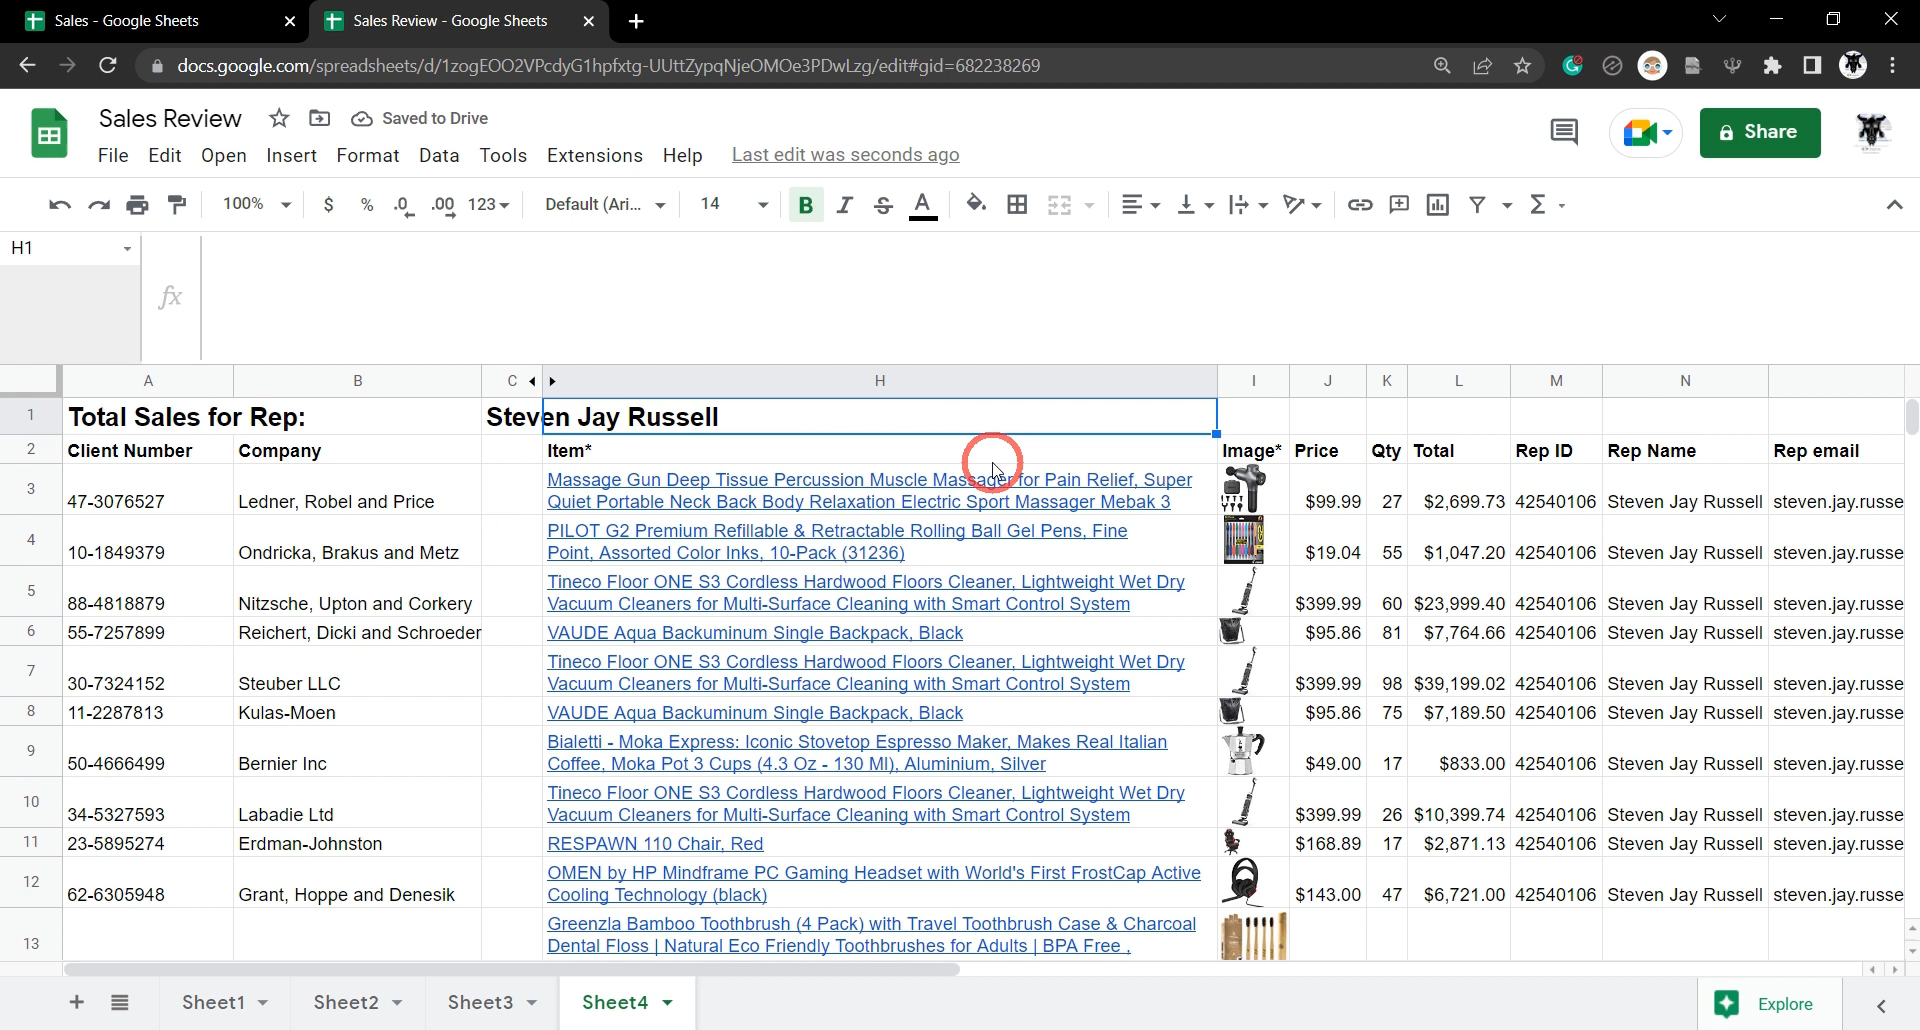 Sales - Google Sheets
Sales Review - Google Sheets
docs.google.com/spreadsheets/d/1zogEOO2VPcdyG1hpfxtg-UUttZypqNjeOMOe3PDwLzg/edit#gid=682238269
Sales Review
Saved to Drive
File Edit Open Insert Format Data Tools Extensions Help Last edit was seconds ago
Share
100% $ % .0 .00 123 Default (Ari... 14 B I S A
H1
fx
A B C H I J K L M N
1 Total Sales for Rep: Steven Jay Russell
2 Client Number Company Item* Image* Price Qty Total Rep ID Rep Name Rep email
Massage Gun Deep Tissue Percussion Muscle Massager for Pain Relief, Super
3 47-3076527 Ledner, Robel and Price Quiet Portable Neck Back Body Relaxation Electric Sport Massager Mebak 3 $99.99 27 $2,699.73 42540106 Steven Jay Russell steven.jay.russe
PILOT G2 Premium Refillable & Retractable Rolling Ball Gel Pens, Fine
4 10-1849379 Ondricka, Brakus and Metz Point, Assorted Color Inks, 10-Pack (31236) $19.04 55 $1,047.20 42540106 Steven Jay Russell steven.jay.russe
Tineco Floor ONE S3 Cordless Hardwood Floors Cleaner, Lightweight Wet Dry
5 88-4818879 Nitzsche, Upton and Corkery Vacuum Cleaners for Multi-Surface Cleaning with Smart Control System $399.99 60 $23,999.40 42540106 Steven Jay Russell steven.jay.russe
6 55-7257899 Reichert, Dicki and Schroeder VAUDE Aqua Backuminum Single Backpack, Black $95.86 81 $7,764.66 42540106 Steven Jay Russell steven.jay.russe
Tineco Floor ONE S3 Cordless Hardwood Floors Cleaner, Lightweight Wet Dry
7 30-7324152 Steuber LLC Vacuum Cleaners for Multi-Surface Cleaning with Smart Control System $399.99 98 $39,199.02 42540106 Steven Jay Russell steven.jay.russe
8 11-2287813 Kulas-Moen VAUDE Aqua Backuminum Single Backpack, Black $95.86 75 $7,189.50 42540106 Steven Jay Russell steven.jay.russe
Bialetti - Moka Express: Iconic Stovetop Espresso Maker, Makes Real Italian
9 50-4666499 Bernier Inc Coffee, Moka Pot 3 Cups (4.3 Oz - 130 Ml), Aluminium, Silver $49.00 17 $833.00 42540106 Steven Jay Russell steven.jay.russe
Tineco Floor ONE S3 Cordless Hardwood Floors Cleaner, Lightweight Wet Dry
10 34-5327593 Labadie Ltd Vacuum Cleaners for Multi-Surface Cleaning with Smart Control System $399.99 26 $10,399.74 42540106 Steven Jay Russell steven.jay.russe
11 23-5895274 Erdman-Johnston RESPAWN 110 Chair, Red $168.89 17 $2,871.13 42540106 Steven Jay Russell steven.jay.russe
OMEN by HP Mindframe PC Gaming Headset with World's First FrostCap Active
12 62-6305948 Grant, Hoppe and Denesik Cooling Technology (black) $143.00 47 $6,721.00 42540106 Steven Jay Russell steven.jay.russe
Greenzla Bamboo Toothbrush (4 Pack) with Travel Toothbrush Case & Charcoal
13 Dental Floss | Natural Eco Friendly Toothbrushes for Adults | BPA Free ,
Sheet1 Sheet2 Sheet3 Sheet4 Explore